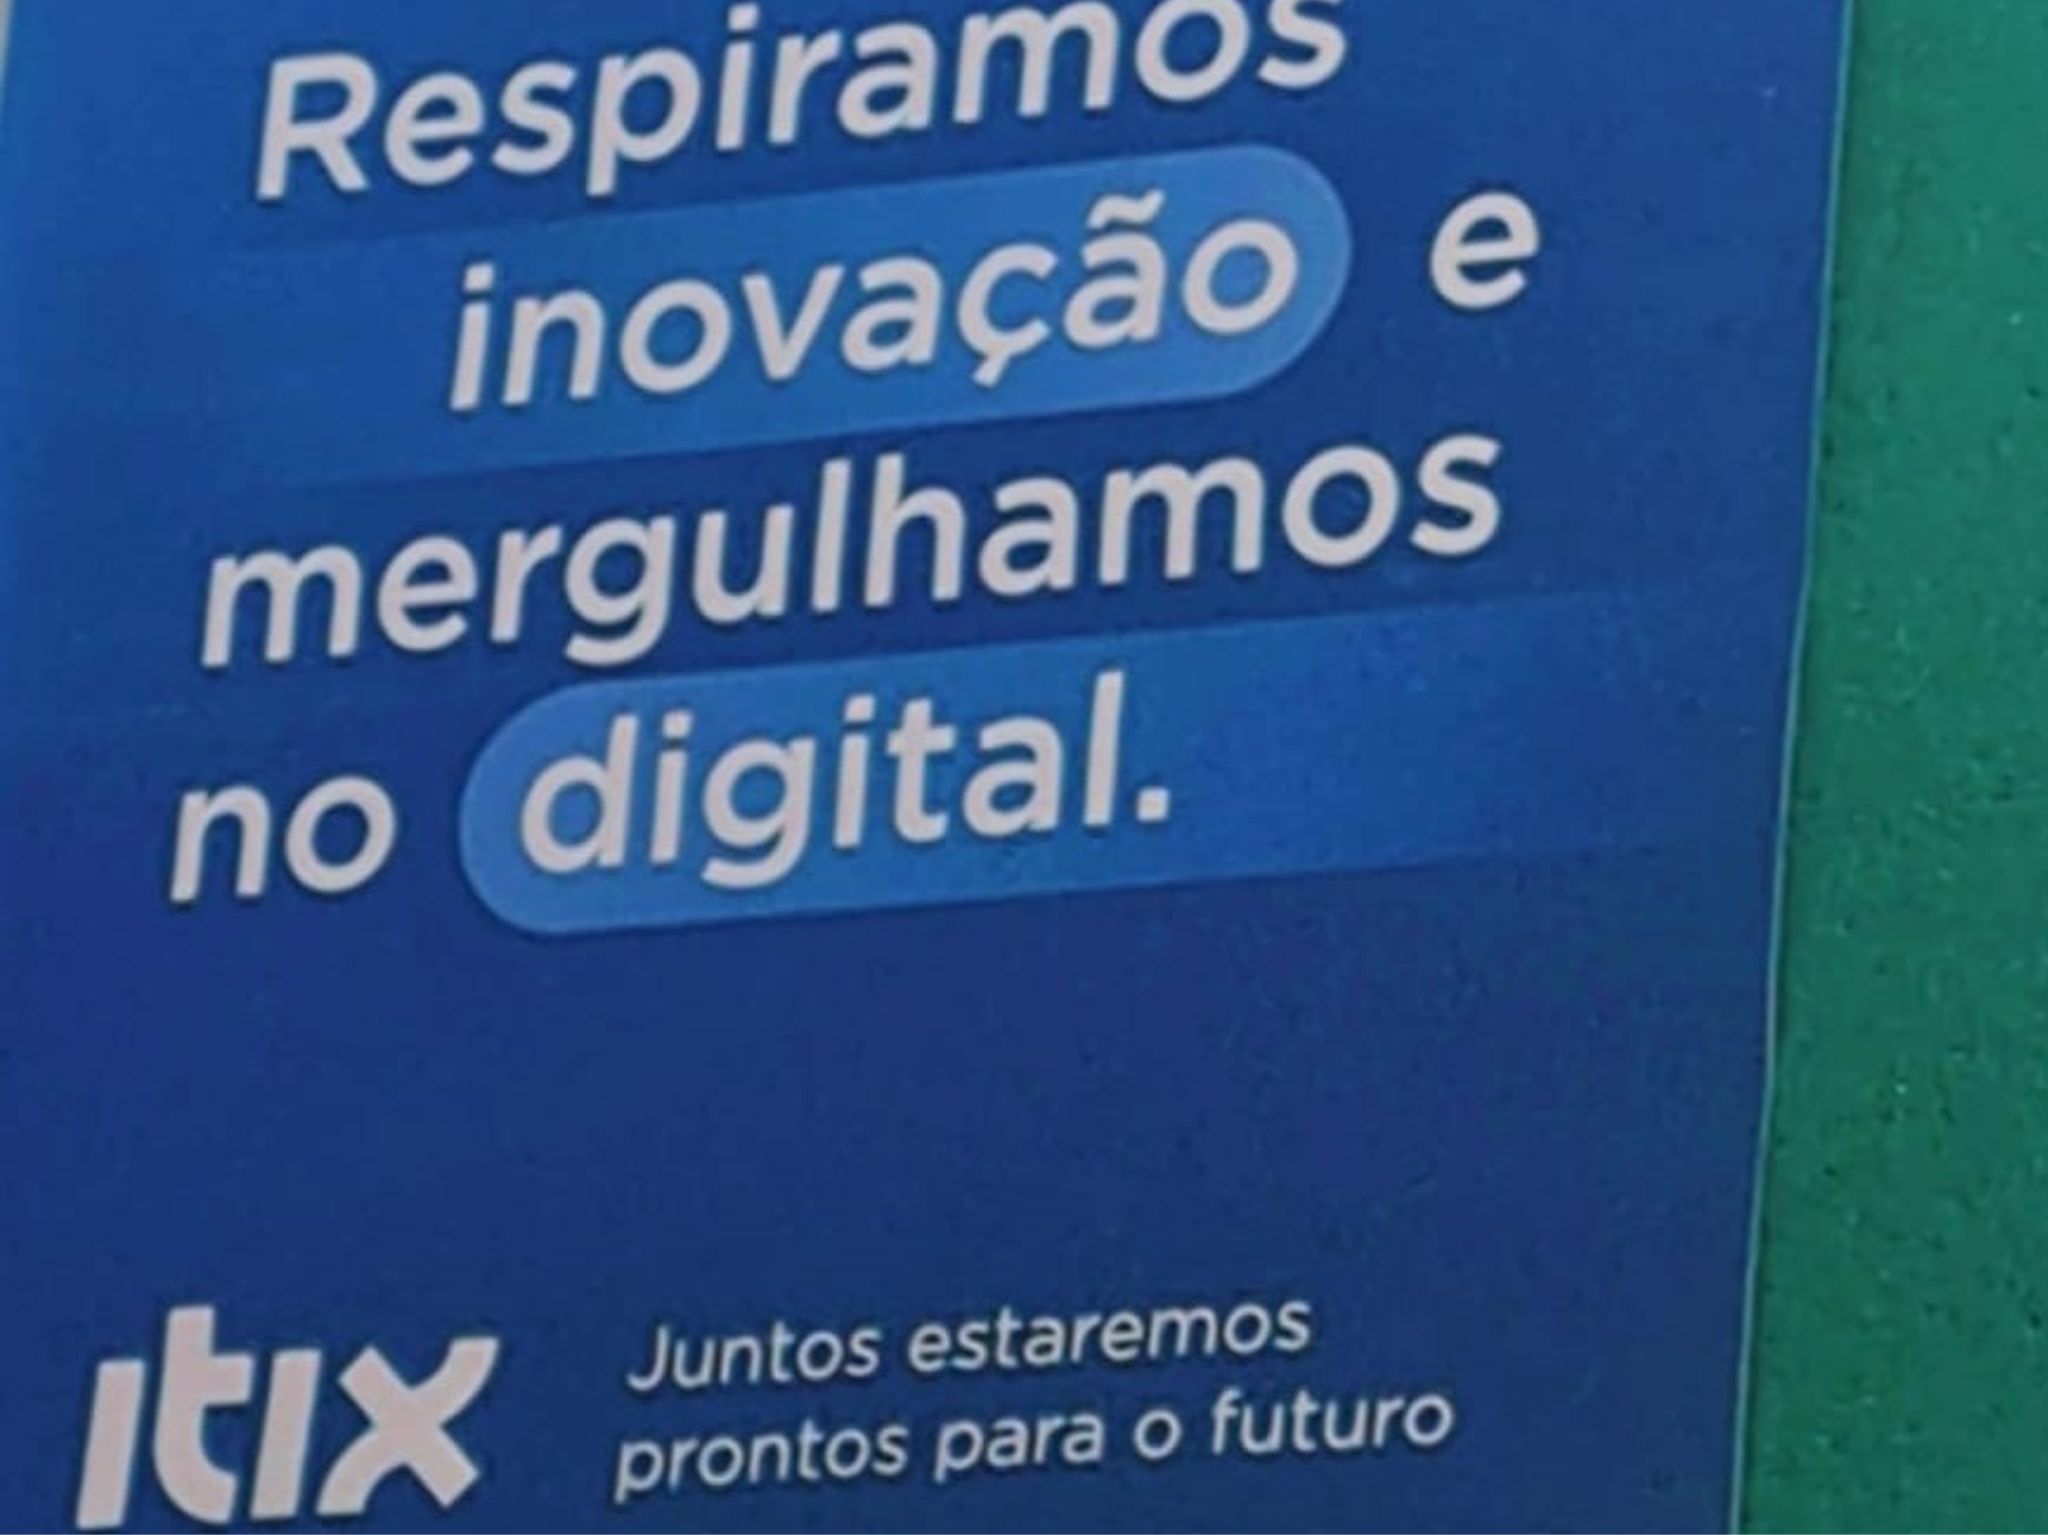 Respiramos
inovação e
mergulhamos
no digital.
itix
Juntos estaremos
prontos para o futuro